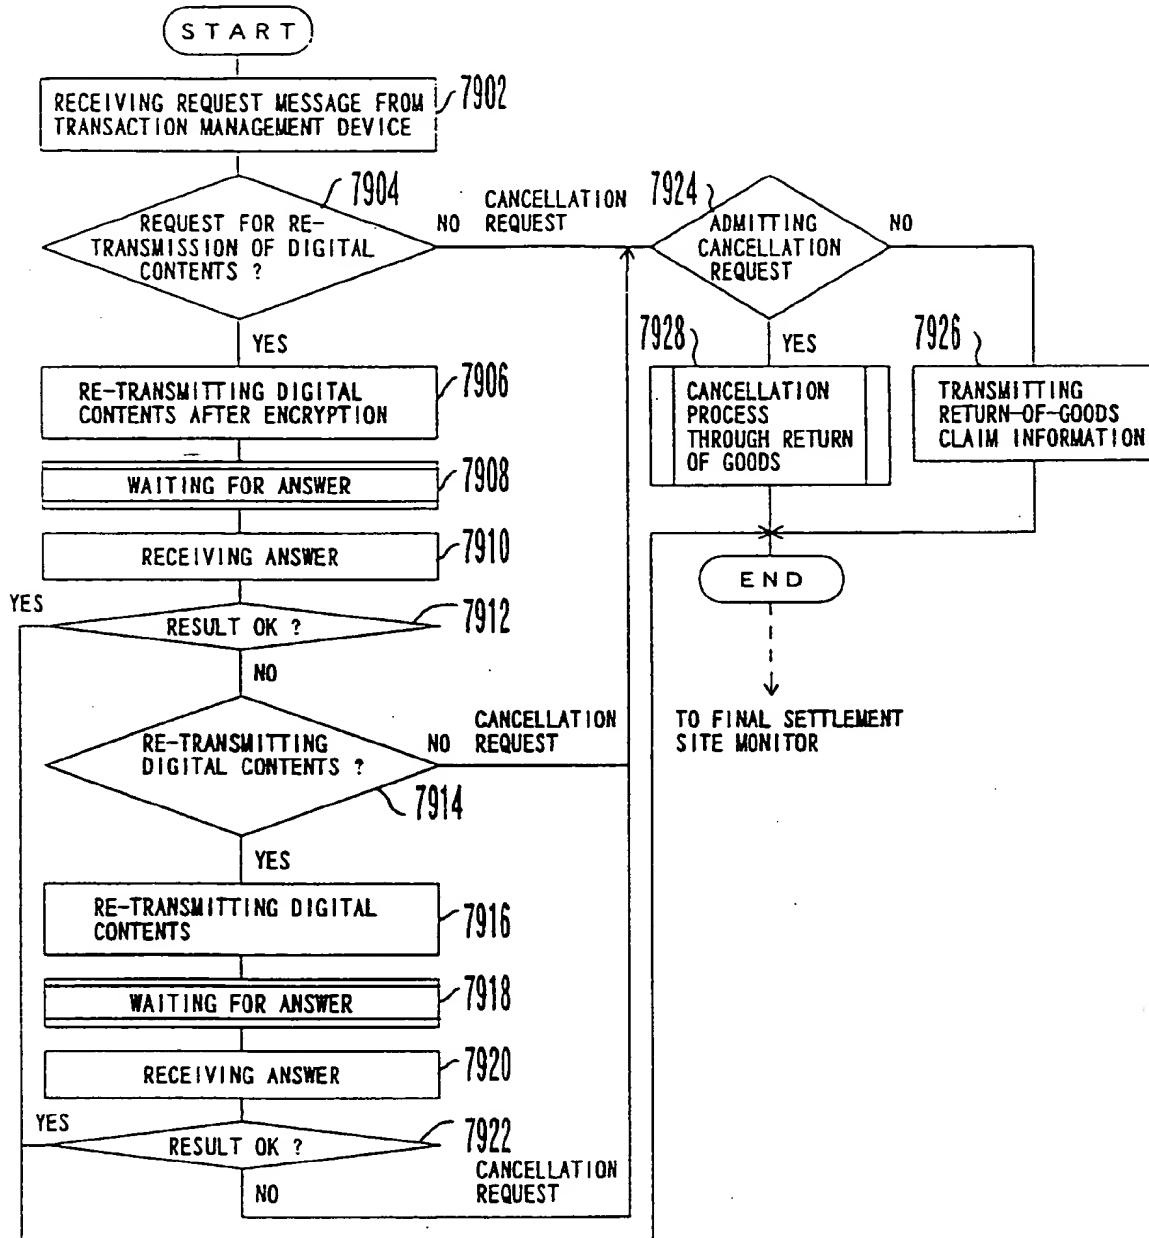 START
RECEIVING REQUEST MESSAGE FROM
TRANSACTION MANAGEMENT DEVICE
7902
REQUEST FOR RE-
TRANSMISSION OF DIGITAL
CONTENTS ?
7904
NO
CANCELLATION
REQUEST
YES
RE-TRANSMITTING DIGITAL
CONTENTS AFTER ENCRYPTION
7906
WAITING FOR ANSWER
7908
RECEIVING ANSWER
7910
YES
RESULT OK ?
7912
NO
RE-TRANSMITTING
DIGITAL CONTENTS ?
7914
NO
CANCELLATION
REQUEST
YES
RE-TRANSMITTING DIGITAL
CONTENTS
7916
WAITING FOR ANSWER
7918
RECEIVING ANSWER
7920
YES
RESULT OK ?
7922
NO
CANCELLATION
REQUEST
7924
ADMITTING
CANCELLATION
REQUEST
NO
YES
7928
CANCELLATION
PROCESS
THROUGH RETURN
OF GOODS
7926
TRANSMITTING
RETURN-OF-GOODS
CLAIM INFORMATION
END
TO FINAL SETTLEMENT
SITE MONITOR